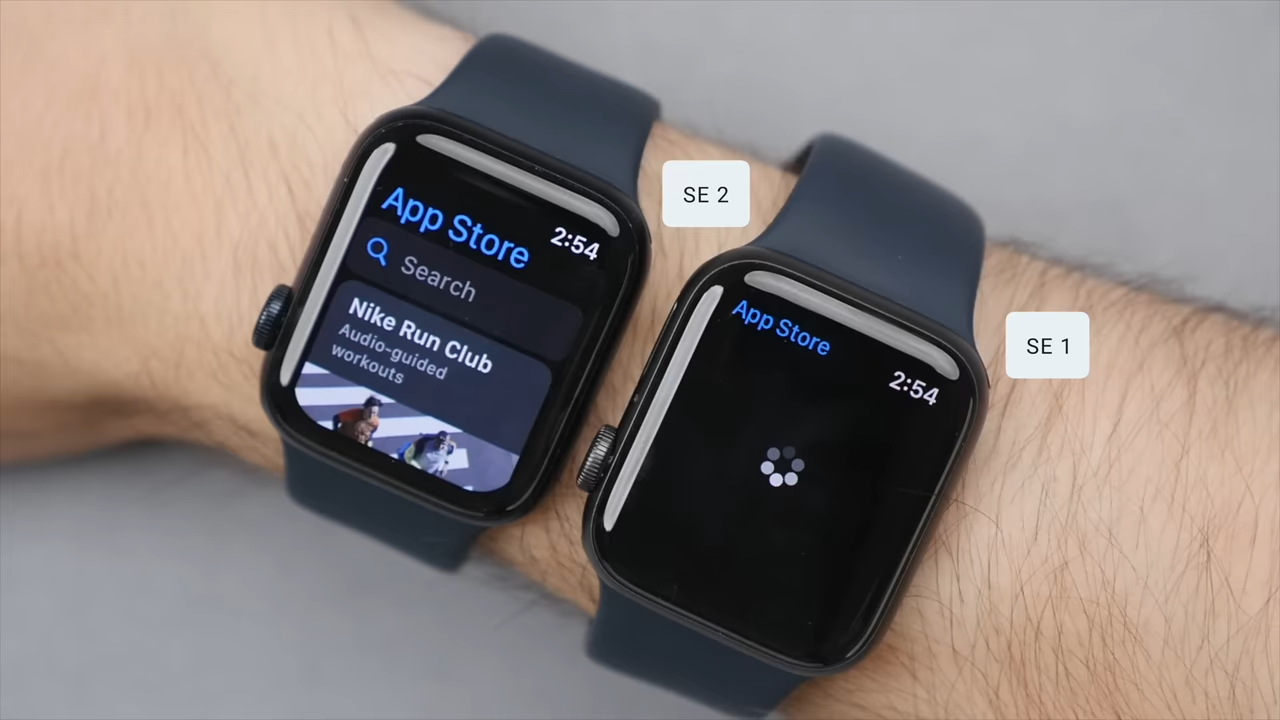 App Store
2:54
Search
Nike Run Club
Audio-guided
workouts
SE 2
App Store
2:54
SE 1